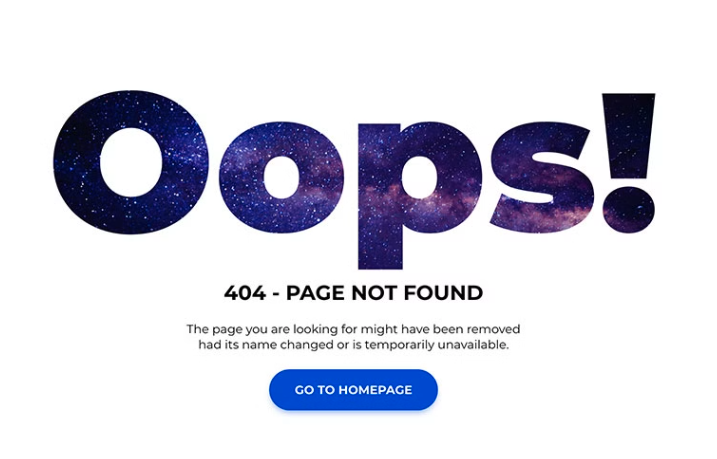 Oops!
404 - PAGE NOT FOUND
The page you are looking for might have been removed
had its name changed or is temporarily unavailable.
GO TO HOMEPAGE